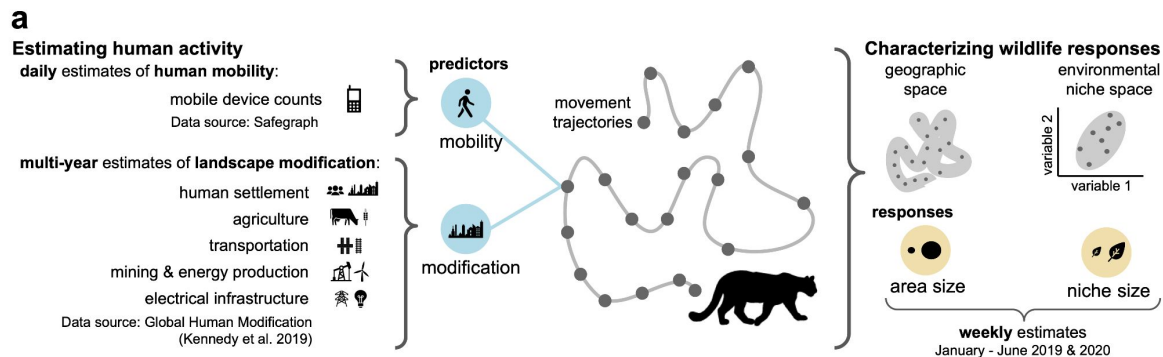 a
Estimating human activity
daily estimates of human mobility:
mobile device counts
Data source: Safegraph
multi-year estimates of landscape modification:
human settlement
agriculture
transportation
mining & energy production
electrical infrastructure
Data source: Global Human Modification
(Kennedy et al. 2019)
predictors
mobility
modification
movement
trajectories
Characterizing wildlife responses
geographic
space
environmental
niche space
variable 2
variable 1
responses
area size
niche size
weekly estimates
January - June 2019 & 2020